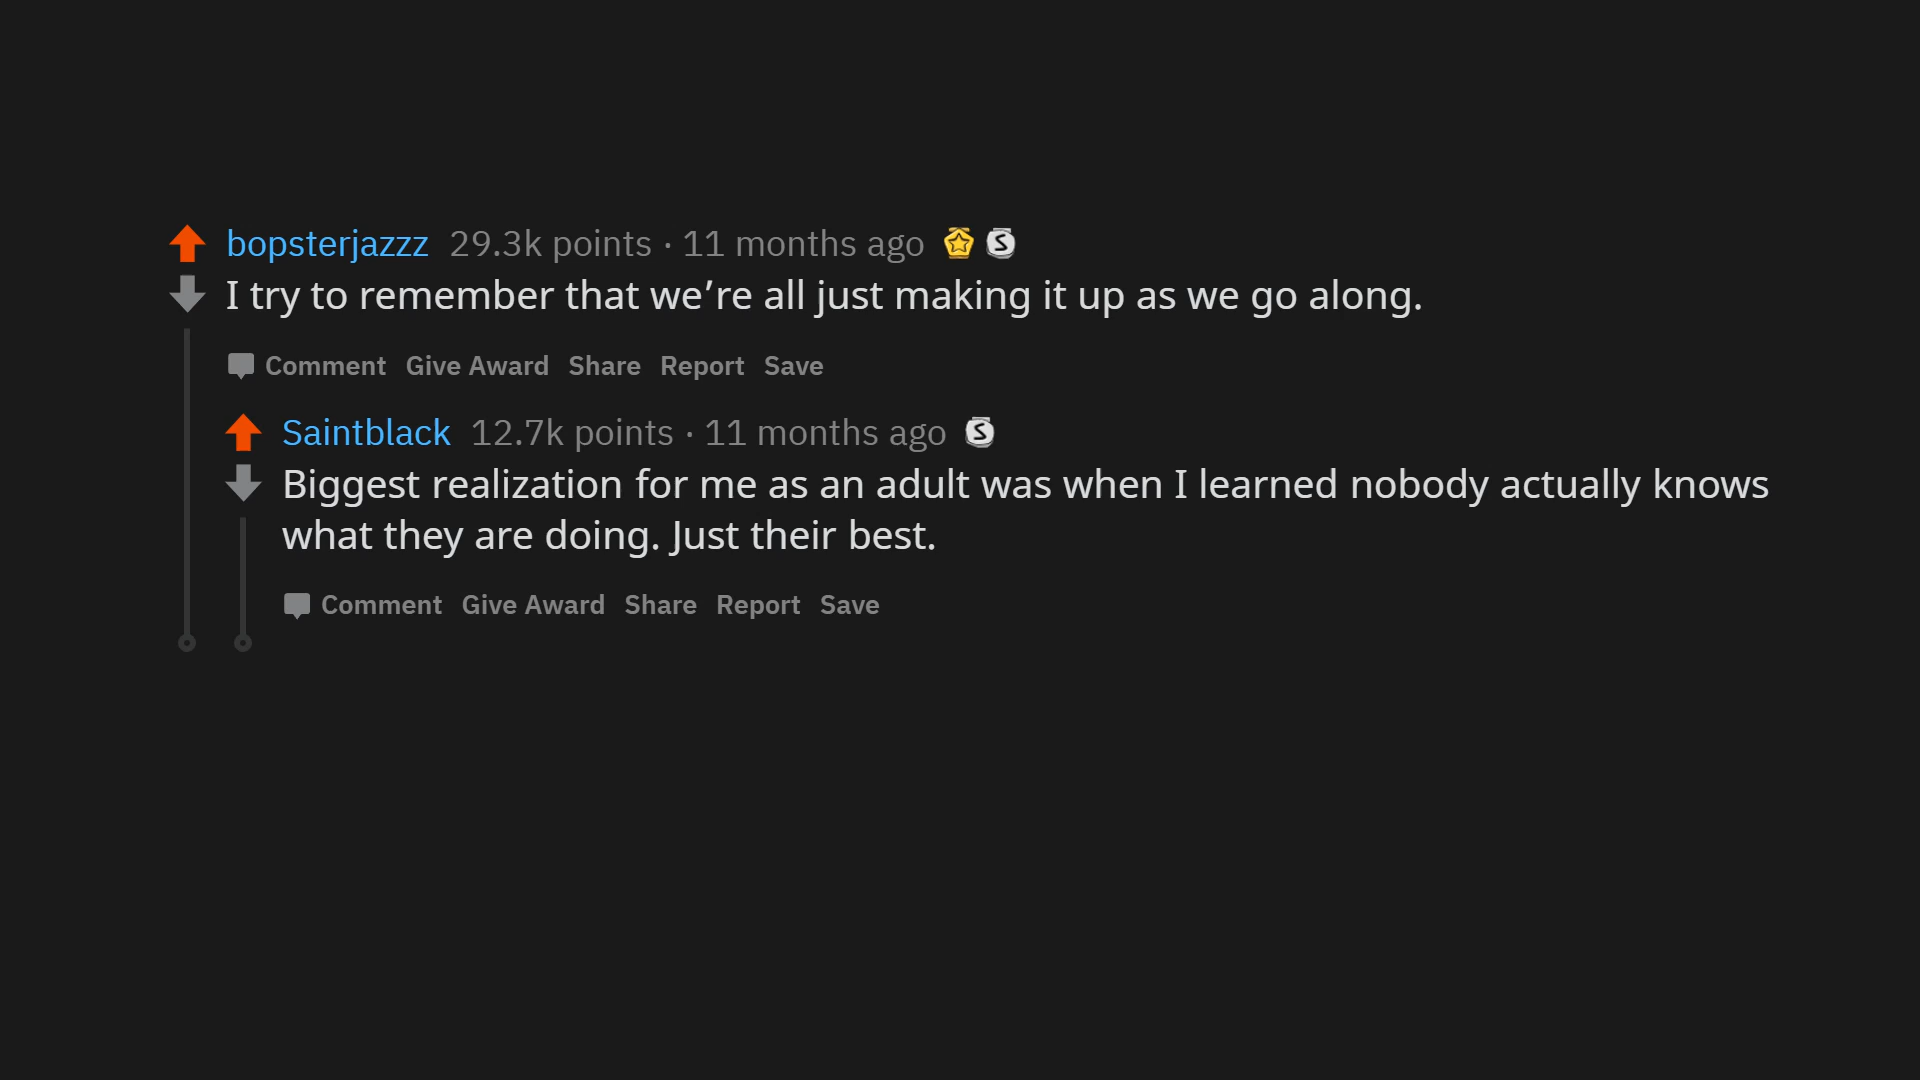 bopsterjazzz 29.3k points · 11 months ago S
I try to remember that we’re all just making it up as we go along.
Comment Give Award Share Report Save
Saintblack 12.7k points · 11 months ago S
Biggest realization for me as an adult was when I learned nobody actually knows
what they are doing. Just their best.
Comment Give Award Share Report Save